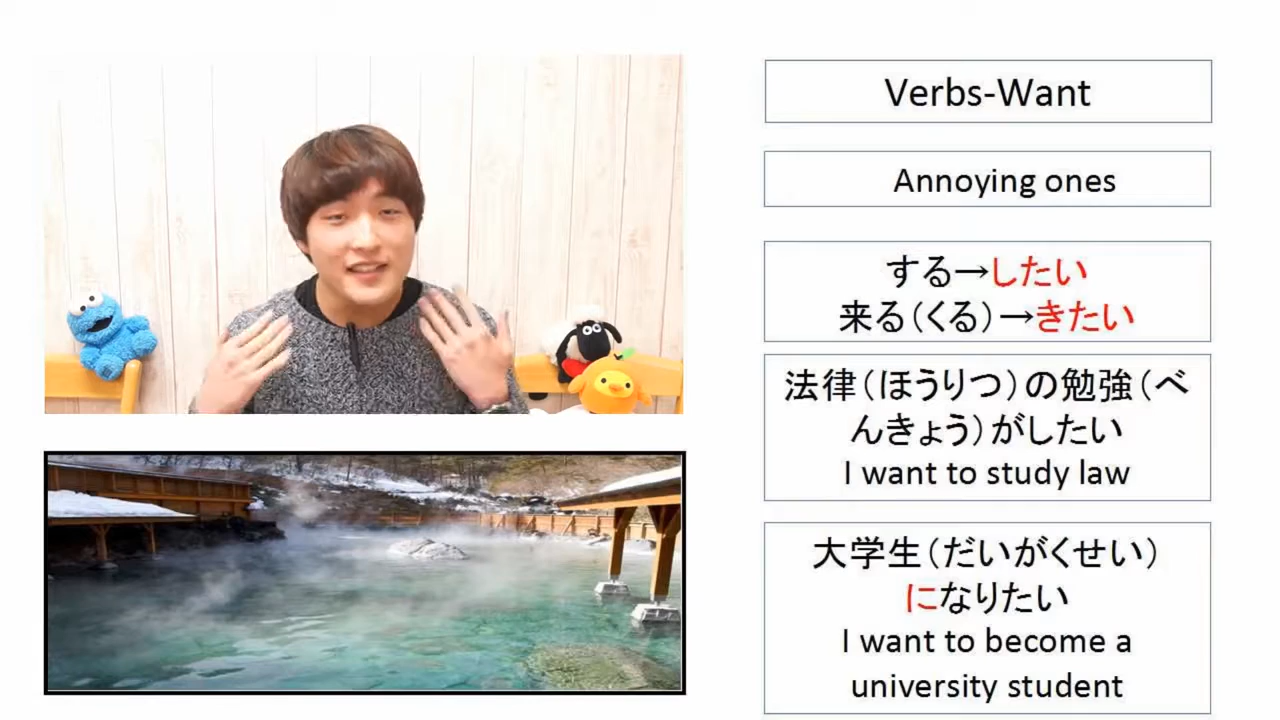 Verbs-Want
Annoying ones
する→したい
来る（くる）→きたい
法律（ほうりつ）の勉強（べ
んきょう）がしたい
I want to study law
大学生（だいがくせい）
になりたい
I want to become a
university student